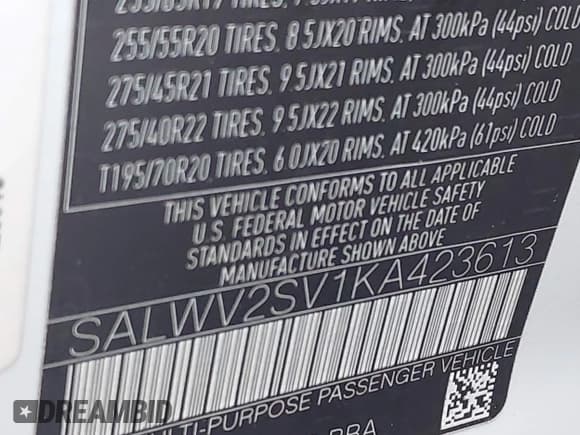 255/55R20 TIRES, 8.5JX20 RIMS, AT 300kPa (44psi) COLD
275/45R21 TIRES, 9.5JX21 RIMS, AT 300kPa (44psi) COLD
275/40R22 TIRES, 9.5JX22 RIMS, AT 300kPa (44psi) COLD
T195/70R20 TIRES, 6.0JX20 RIMS, AT 420kPa (61psi) COLD
THIS VEHICLE CONFORMS TO ALL APPLICABLE
U.S. FEDERAL MOTOR VEHICLE SAFETY
STANDARDS IN EFFECT ON THE DATE OF
MANUFACTURE SHOWN ABOVE
SALWV2SV1KA423613
MULTI-PURPOSE PASSENGER VEHICLE
DREAMBID